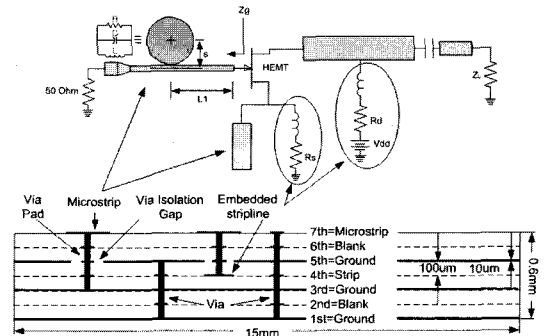 Zg
HEMT
s
50 Ohm
L1
Rs
Rd
Vdd
Via Pad
Microstrip
Via Isolation Gap
Embedded stripline
7th=Microstrip
6th=Blank
5th=Ground
4th=Strip
3rd=Ground
2nd=Blank
1st=Ground
Via
100um
10um
0.6mm
15mm